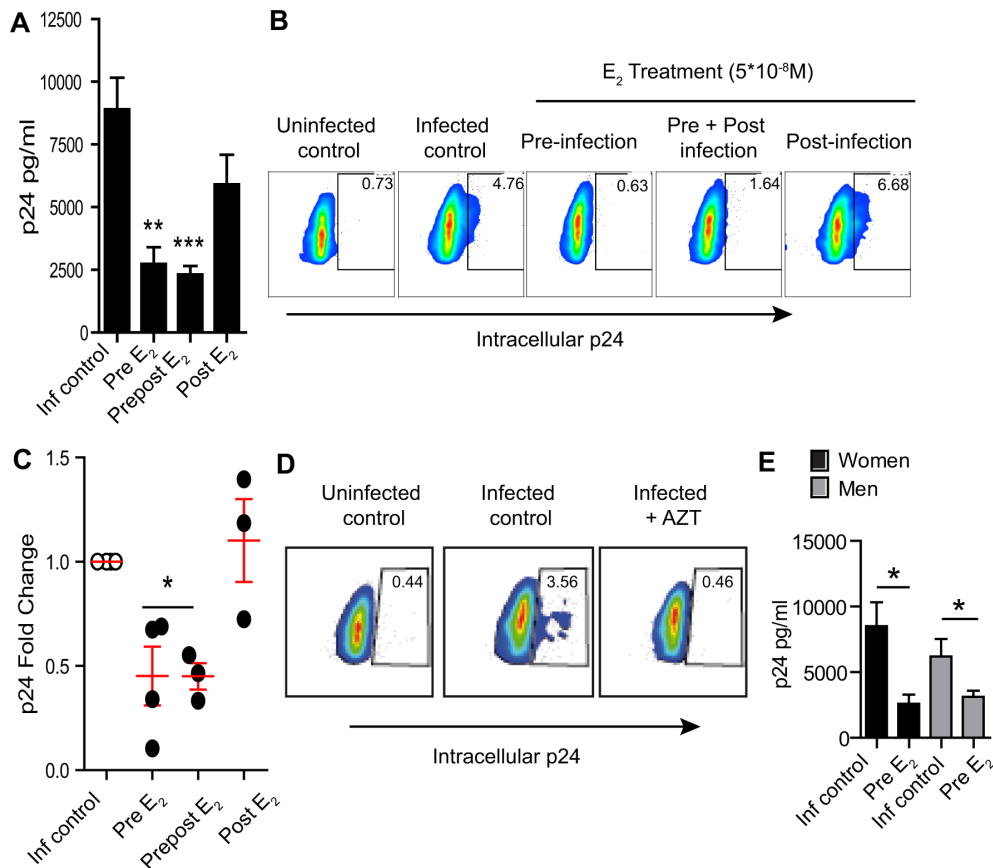 A
12500
10000
7500
5000
2500
0
p24 pg/ml
**
***
Inf control
Pre E₂
Prepost E₂
Post E₂
B
E₂ Treatment (5*10⁻⁸M)
Uninfected
control
Infected
control
Pre-infection
Pre + Post
infection
Post-infection
0.73
4.76
0.63
1.64
6.68
Intracellular p24
C
1.5
1.0
0.5
0.0
p24 Fold Change
*
Inf control
Pre E₂
Prepost E₂
Post E₂
D
Uninfected
control
Infected
control
Infected
+ AZT
0.44
3.56
0.46
Intracellular p24
E
Women
Men
15000
10000
5000
0
p24 pg/ml
*
*
Inf control
Pre E₂
Inf control
Pre E₂